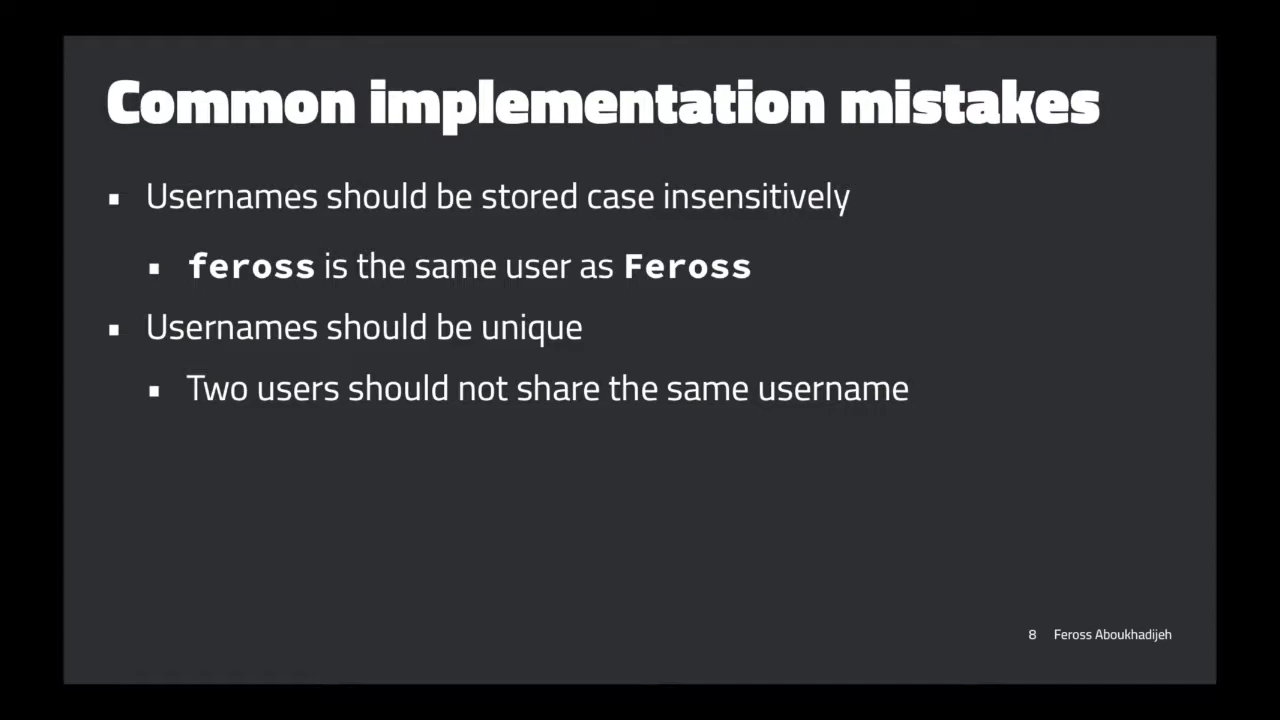 Common implementation mistakes
▪ Usernames should be stored case insensitively
▪ feross is the same user as Feross
▪ Usernames should be unique
▪ Two users should not share the same username
8 Feross Aboukhadijeh